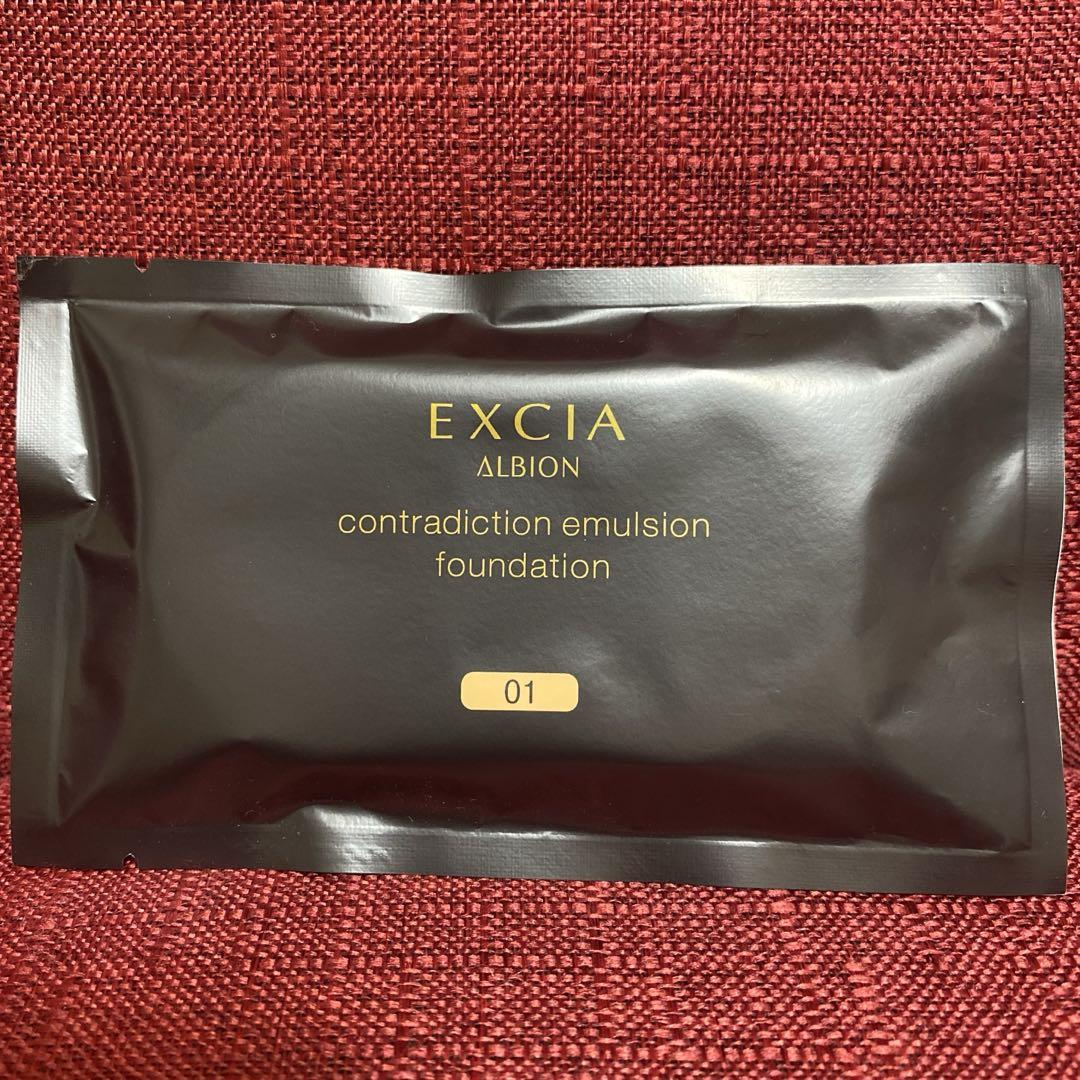 EXCIA
ALBION
contradiction emulsion
foundation
01